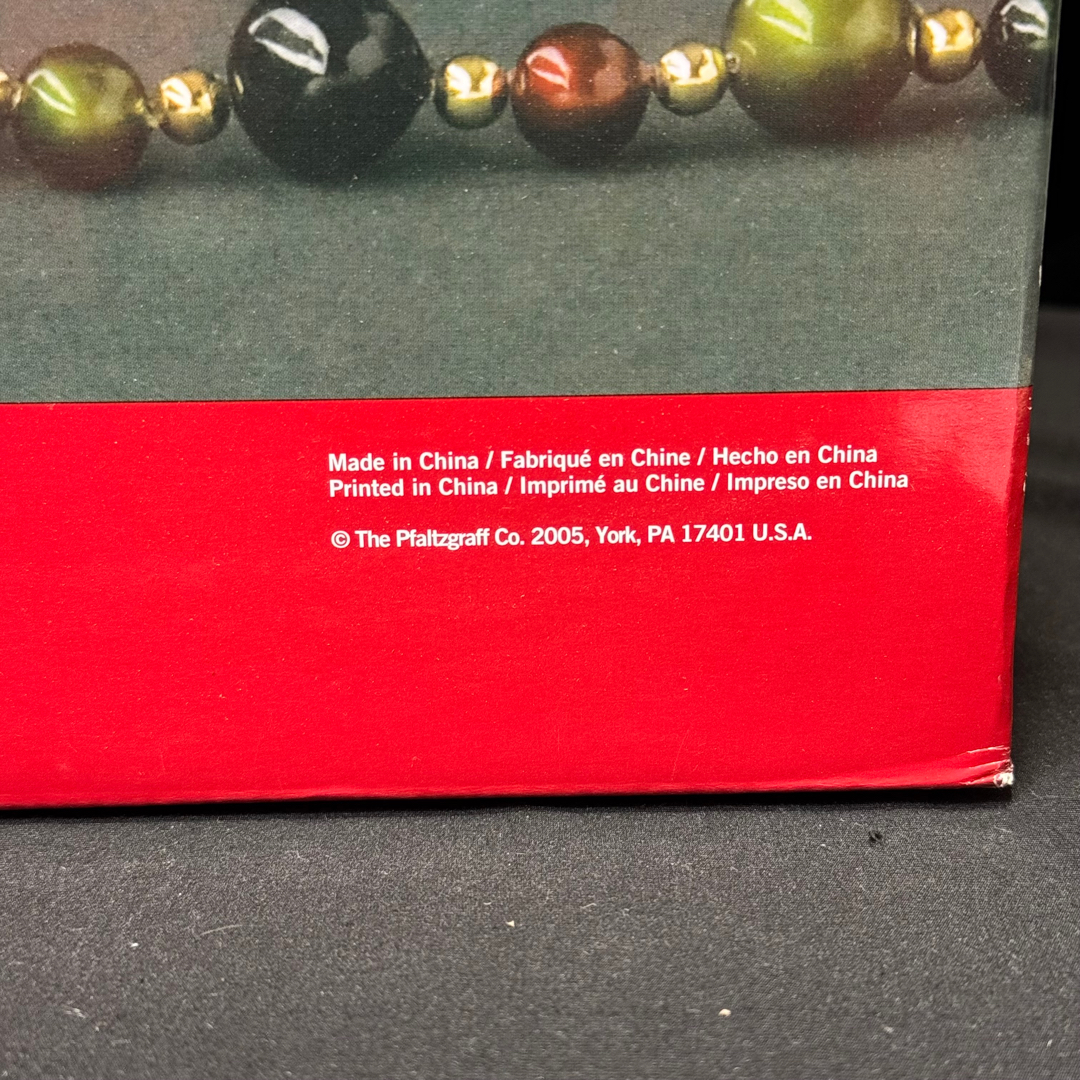 Made in China / Fabriqué en Chine / Hecho en China
Printed in China / Imprimé au Chine / Impreso en China
© The Pfaltzgraff Co. 2005, York, PA 17401 U.S.A.